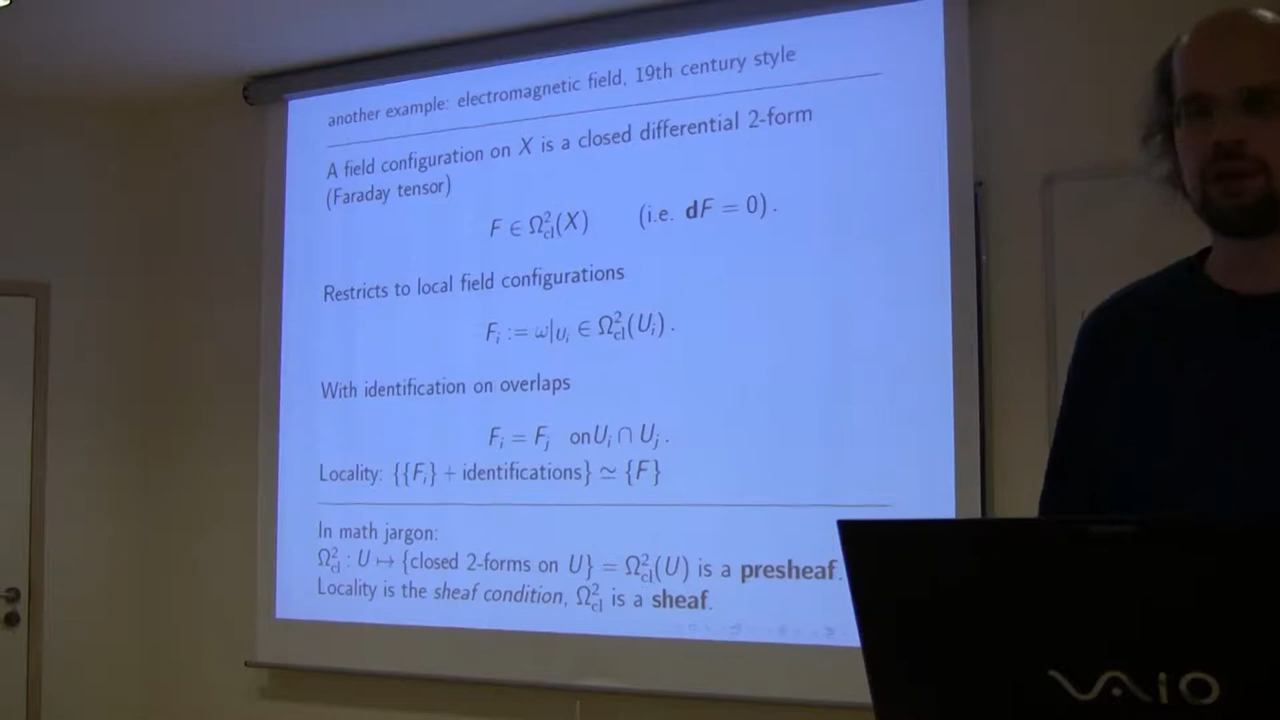 another example: electromagnetic field, 19th century style
A field configuration on X is a closed differential 2-form
(Faraday tensor)
F ∈ Ω²_cl(X) (i.e. dF = 0).
Restricts to local field configurations
F_i := ω|_{U_i} ∈ Ω²_cl(U_i).
With identification on overlaps
F_i = F_j onU_i ∩ U_j.
Locality: {{F_i} + identifications} ≃ {F}
In math jargon:
Ω²_cl : U ↦ {closed 2-forms on U} = Ω²_cl(U) is a presheaf.
Locality is the sheaf condition, Ω²_cl is a sheaf.
VAIO